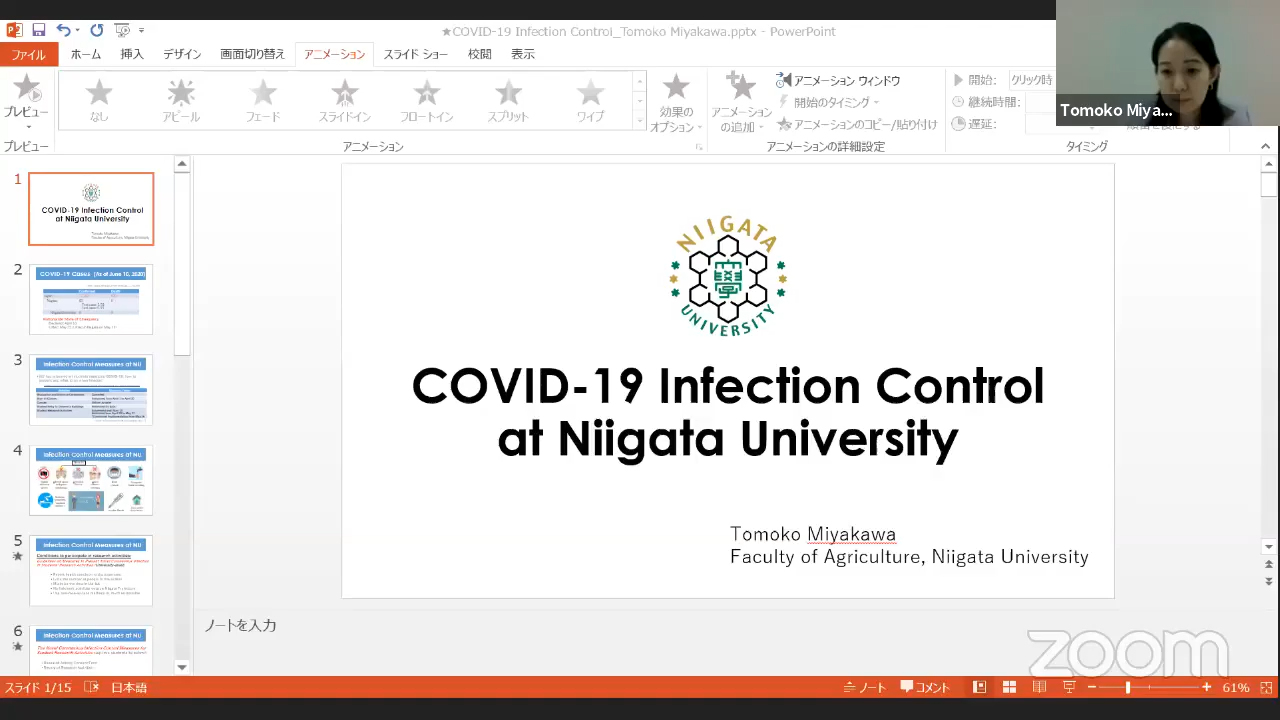 ★COVID-19 Infection Control_Tomoko Miyakawa.pptx - PowerPoint
ファイル ホーム 挿入 デザイン 画面切り替え アニメーション スライド ショー 校閲 表示
プレビュー
プレビュー
なし アピール フェード スライドイン フロートイン スプリット ワイプ
アニメーション
効果の
オプション
アニメーション
の追加
アニメーション ウィンドウ
開始のタイミング
アニメーションのコピー/貼り付け
アニメーションの詳細設定
開始: クリック時
継続時間:
遅延:
タイミング
Tomoko Miya...
1
COVID-19 Infection Control
at Niigata University
Tomoko Miyakawa
Faculty of Agriculture, Niigata University
2
COVID-19 Cases (As of June 10, 2020)
3
Infection Control Measures at NU
4
Infection Control Measures at NU
5
Infection Control Measures at NU
6
Infection Control Measures at NU
NIIGATA
學
UNIVERSITY
COVID-19 Infection Control
at Niigata University
Tomoko Miyakawa
Faculty of Agriculture, Niigata University
ノートを入力
zoom
スライド 1/15 日本語 ノート コメント 61%